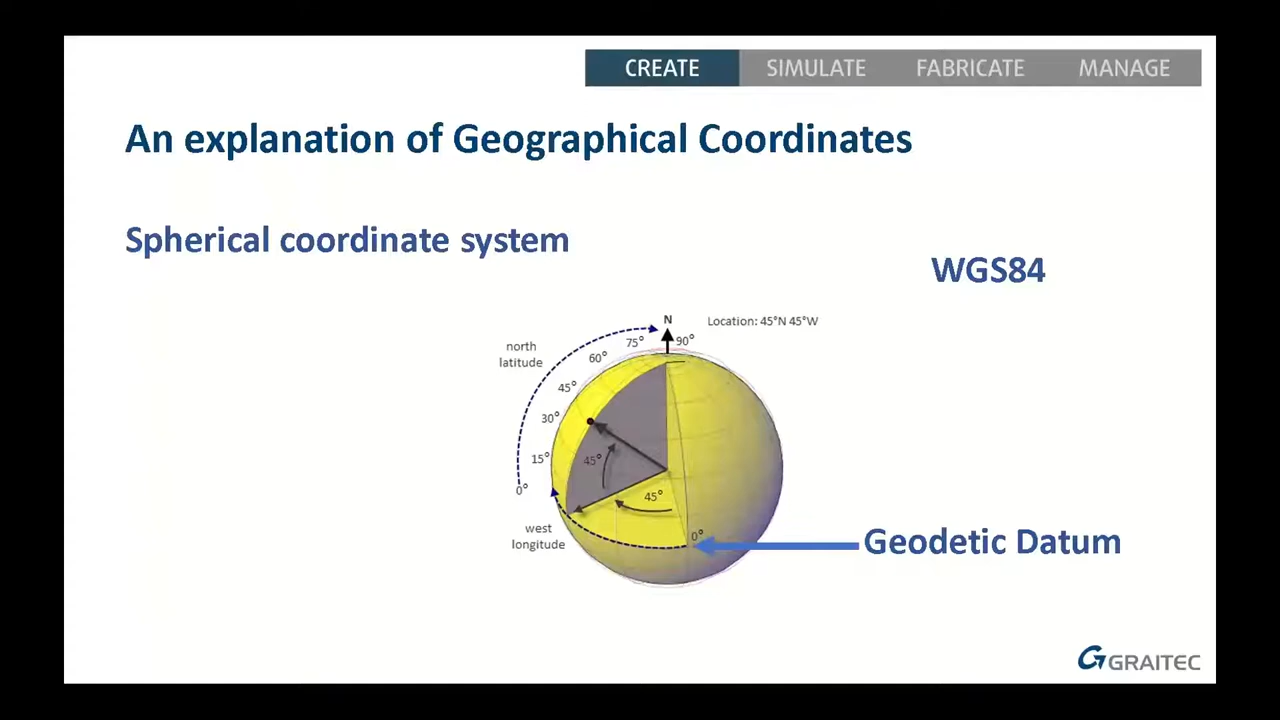 CREATE SIMULATE FABRICATE MANAGE
An explanation of Geographical Coordinates
Spherical coordinate system
WGS84
N
Location: 45°N 45°W
north
latitude
90°
75°
60°
45°
30°
15°
0°
45°
45°
west
longitude
0°
Geodetic Datum
GRAITEC